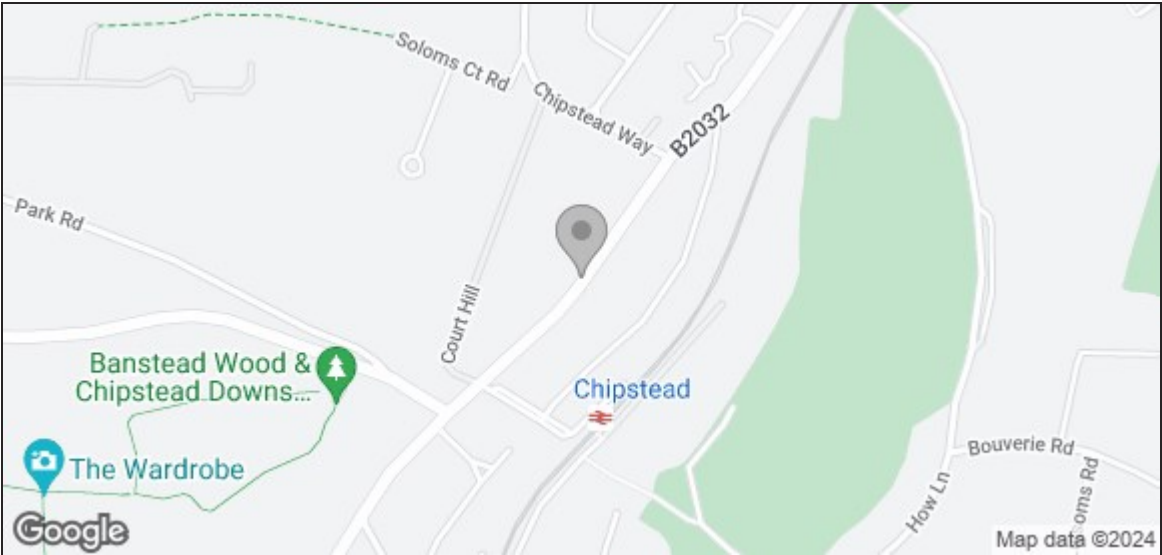 Soloms Ct Rd
Chipstead Way
B2032
Park Rd
Court Hill
Banstead Wood &
Chipstead Downs...
Chipstead
The Wardrobe
Bouverie Rd
How Ln
soms Rd
Google
Map data ©2024